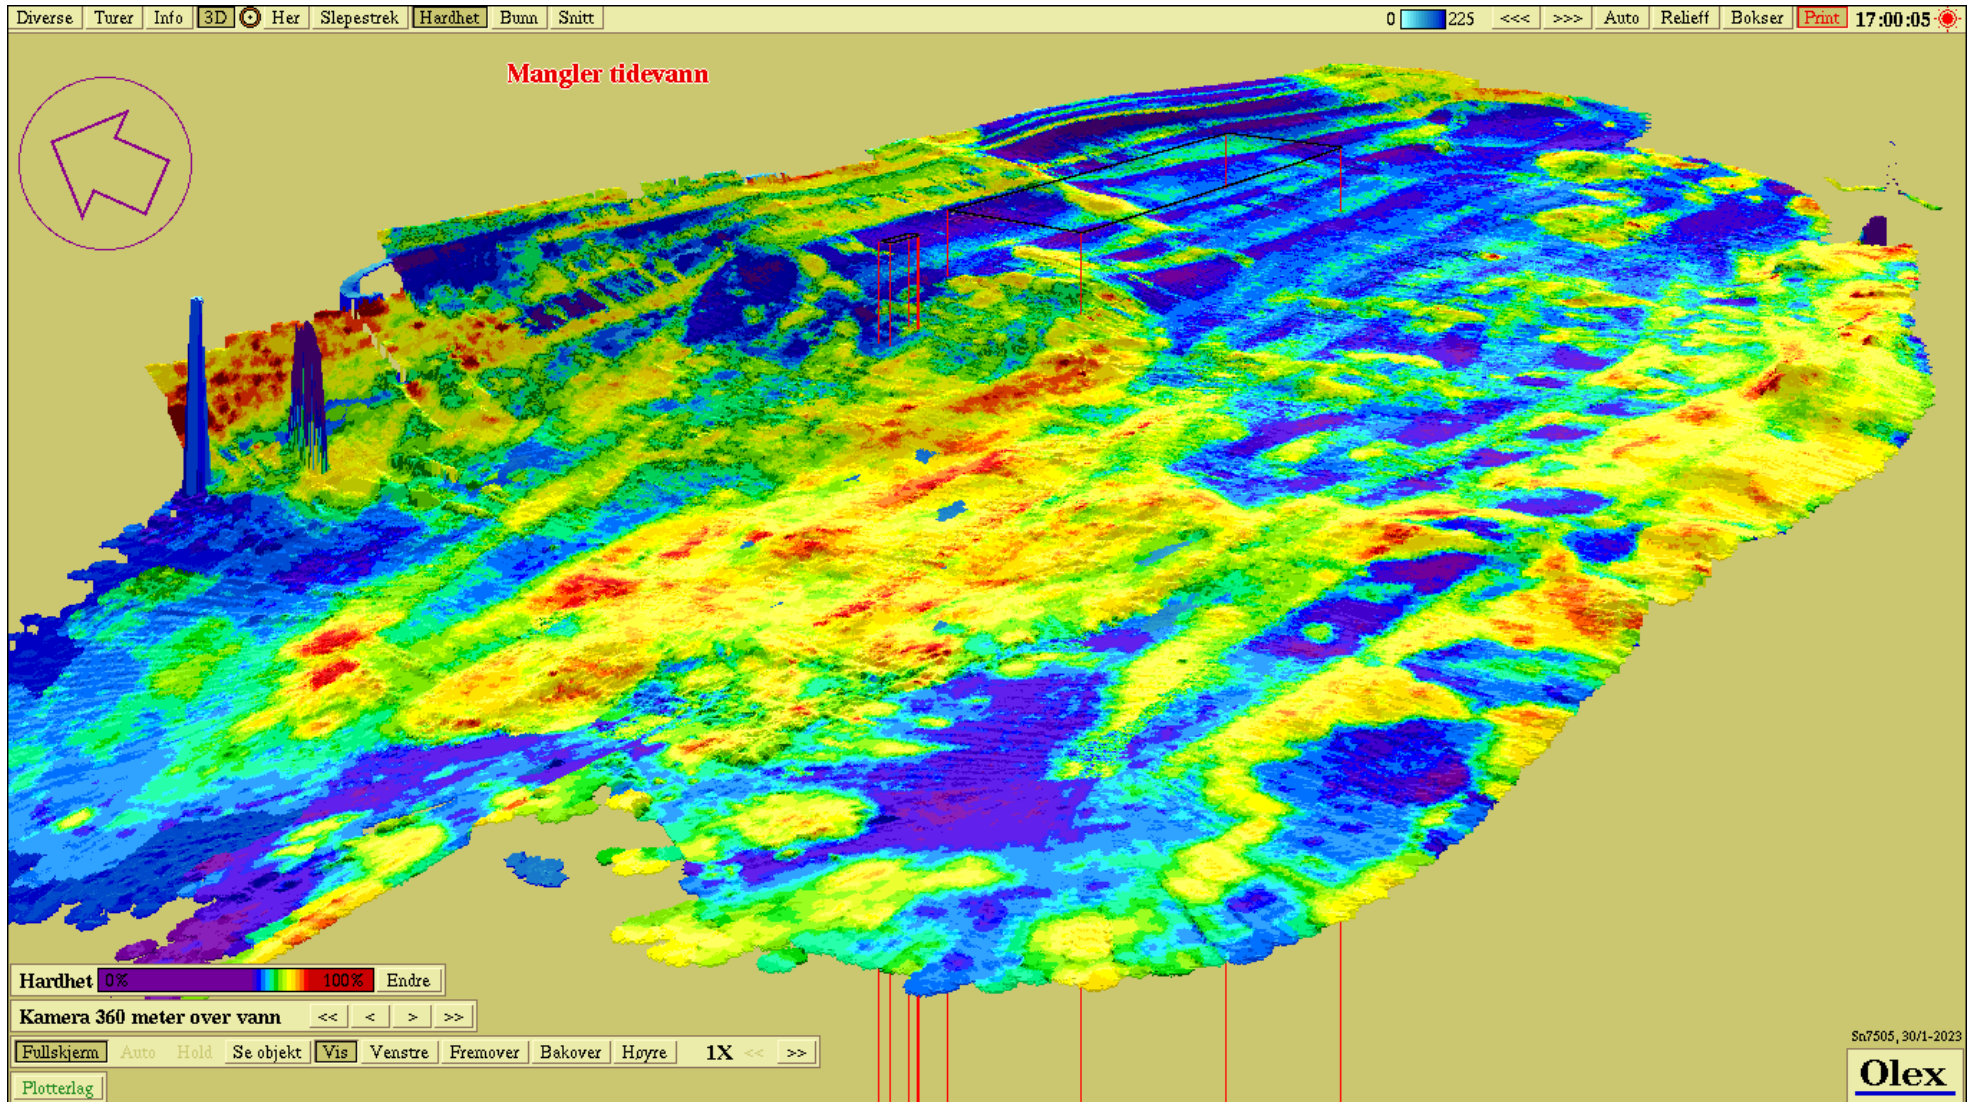 Diverse Turer Info 3D Her Slepestrek Hardhet Bunn Snitt 0 225 <<< >>> Auto Relieff Bokser Print 17:00:05
Mangler tidevann
Hardhet 0% 100% Endre
Kamera 360 meter over vann << < > >>
Fullskjerm Auto Hold Se objekt Vis Venstre Fremover Bakover Høyre 1X << >>
Sn7505, 30/1-2023
Plotterlag
Olex